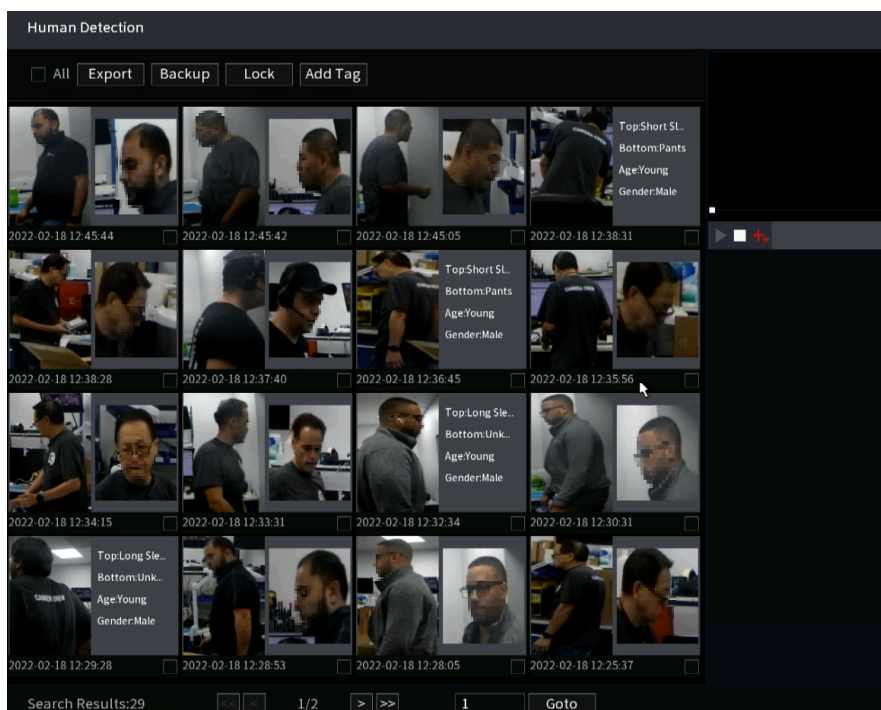 Human Detection
All Export Backup Lock Add Tag
CAMERA CREW
Top:Short Sl..
Bottom:Pants
Age:Young
Gender:Male
2022-02-18 12:45:44
2022-02-18 12:45:42
2022-02-18 12:45:05
2022-02-18 12:38:31
Top:Short Sl..
Bottom:Pants
Age:Young
Gender:Male
CAMERA CREW
2022-02-18 12:38:28
2022-02-18 12:37:40
2022-02-18 12:36:45
2022-02-18 12:35:56
Top:Long Sle...
Bottom:Unk...
Age:Young
Gender:Male
2022-02-18 12:34:15
2022-02-18 12:33:31
2022-02-18 12:32:34
2022-02-18 12:30:31
CAMERA CREW
Top:Long Sle...
Bottom:Unk...
Age:Young
Gender:Male
2022-02-18 12:29:28
2022-02-18 12:28:53
2022-02-18 12:28:05
2022-02-18 12:25:37
Search Results:29 << < 1/2 > >> 1 Goto